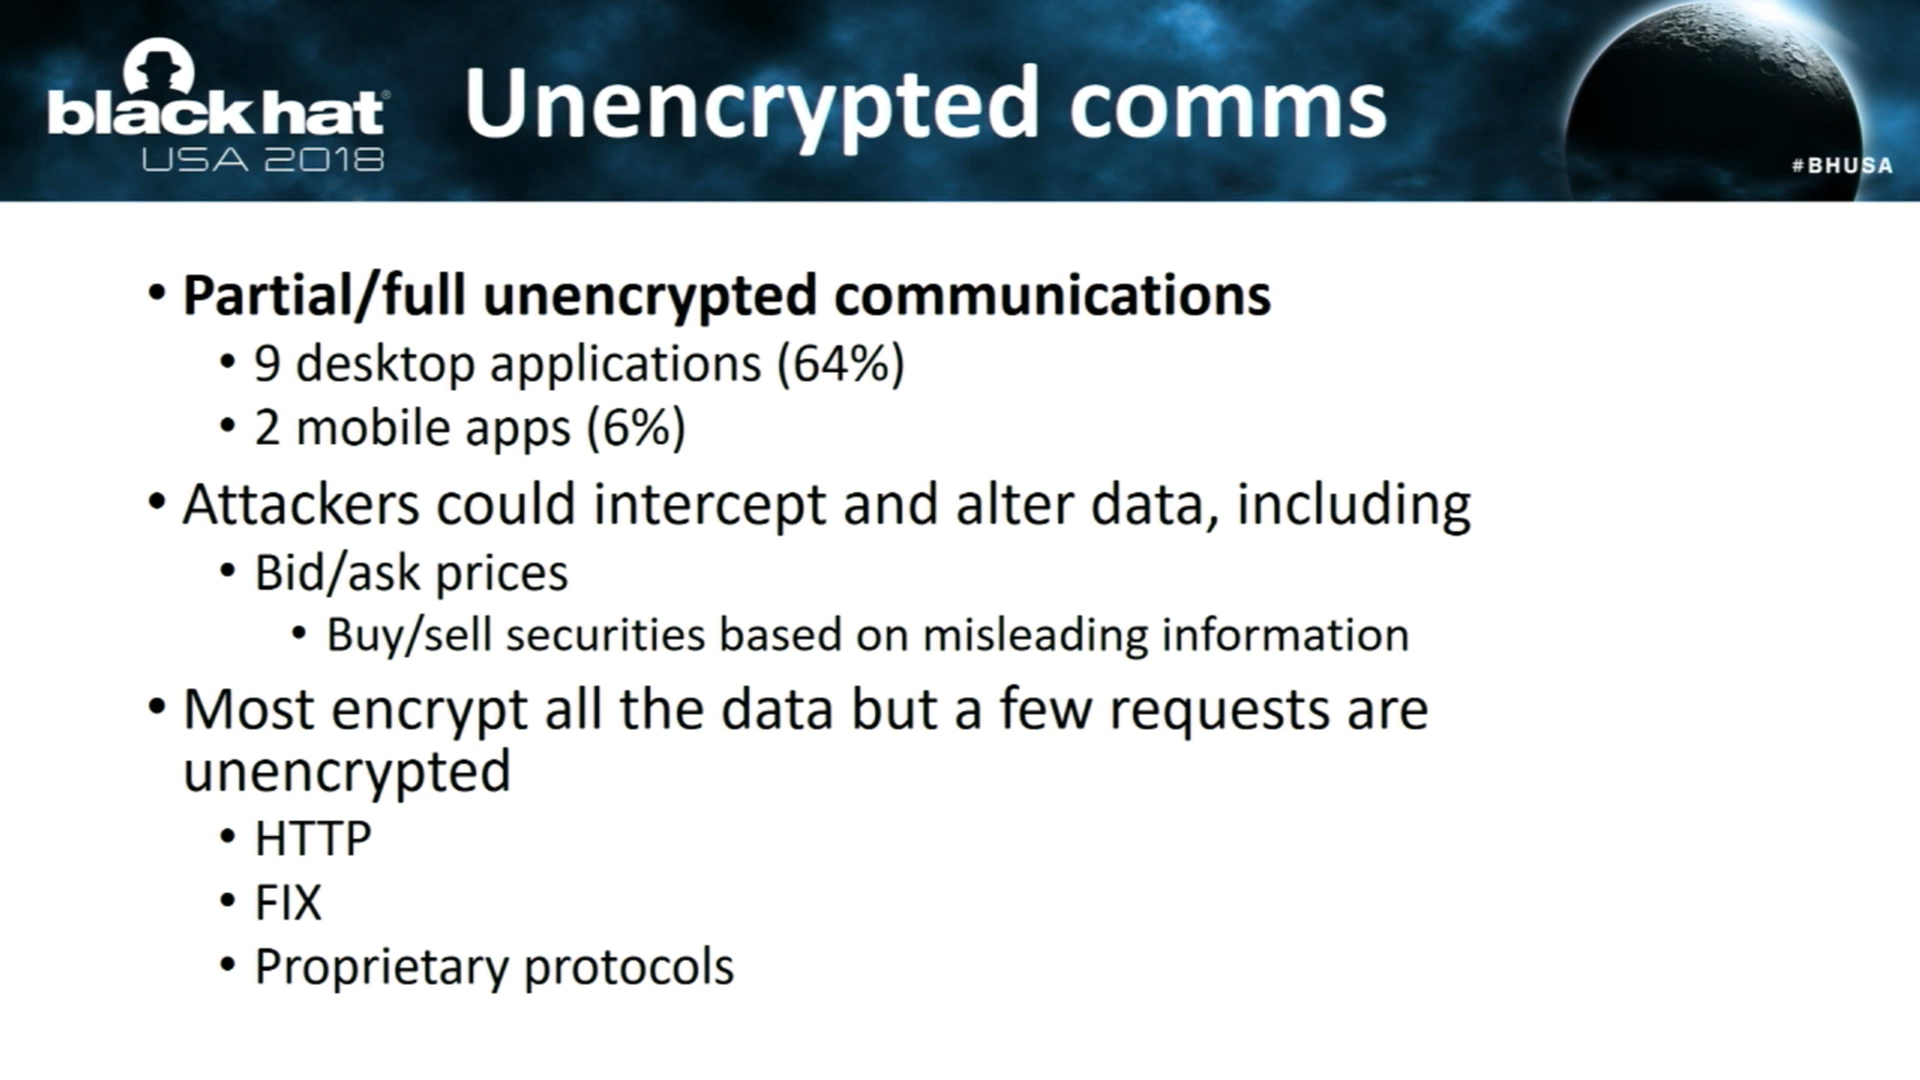 black hat®
USA 2018
Unencrypted comms
#BHUSA
• Partial/full unencrypted communications
• 9 desktop applications (64%)
• 2 mobile apps (6%)
• Attackers could intercept and alter data, including
• Bid/ask prices
• Buy/sell securities based on misleading information
• Most encrypt all the data but a few requests are
unencrypted
• HTTP
• FIX
• Proprietary protocols